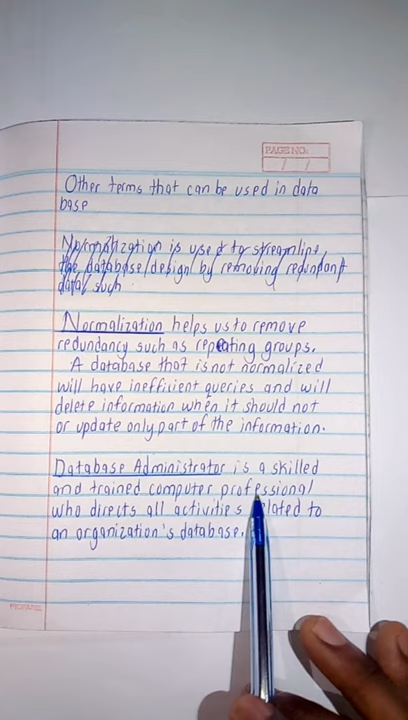 PAGE NO:
/ /
Other terms that can be used in data
base
Normalization is used to streamline
the database design by removing redundant
data such
Normalization helps us to remove
redundancy such as repeating groups.
A database that is not normalized
will have inefficient queries and will
delete information when it should not
or update only part of the information.
Database Administrator is a skilled
and trained computer professional
who directs all activities related to
an organization's database.